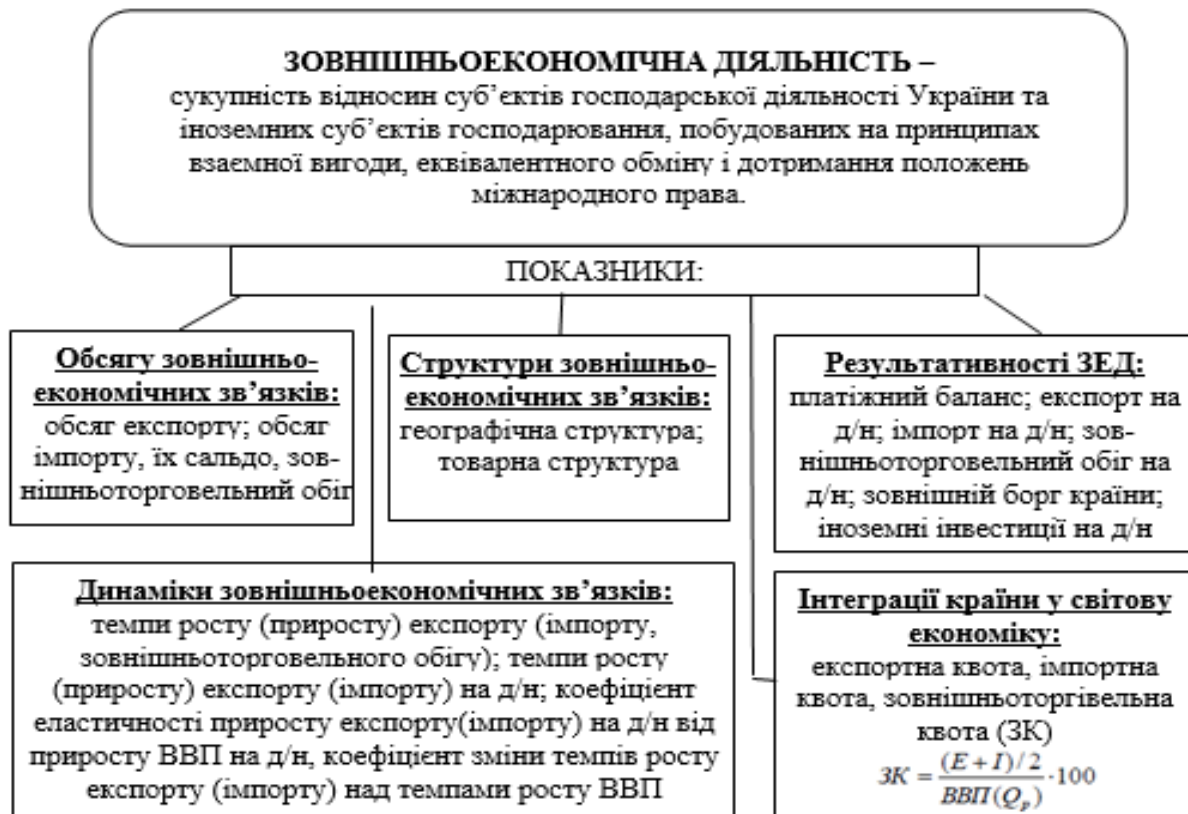 ЗОВНІШНЬОЕКОНОМІЧНА ДІЯЛЬНІСТЬ –
сукупність відносин суб’єктів господарської діяльності України та
іноземних суб’єктів господарювання, побудованих на принципах
взаємної вигоди, еквівалентного обміну і дотримання положень
міжнародного права.
ПОКАЗНИКИ:
Обсягу зовнішньо-
економічних зв’язків:
обсяг експорту; обсяг
імпорту, їх сальдо, зов-
нішньоторговельний обіг
Структури зовнішньо-
економічних зв’язків:
географічна структура;
товарна структура
Результативності ЗЕД:
платіжний баланс; експорт на
д/н; імпорт на д/н; зов-
нішньоторговельний обіг на
д/н; зовнішній борг країни;
іноземні інвестиції на д/н
Динаміки зовнішньоекономічних зв’язків:
темпи росту (приросту) експорту (імпорту,
зовнішньоторговельного обігу); темпи росту
(приросту) експорту (імпорту) на д/н; коефіцієнт
еластичності приросту експорту(імпорту) на д/н від
приросту ВВП на д/н, коефіцієнт зміни темпів росту
експорту (імпорту) над темпами росту ВВП
Інтеграції країни у світову
економіку:
експортна квота, імпортна
квота, зовнішньоторгівельна
квота (ЗК)
ЗК = (E + I) / 2 / ВВП(Qp) · 100